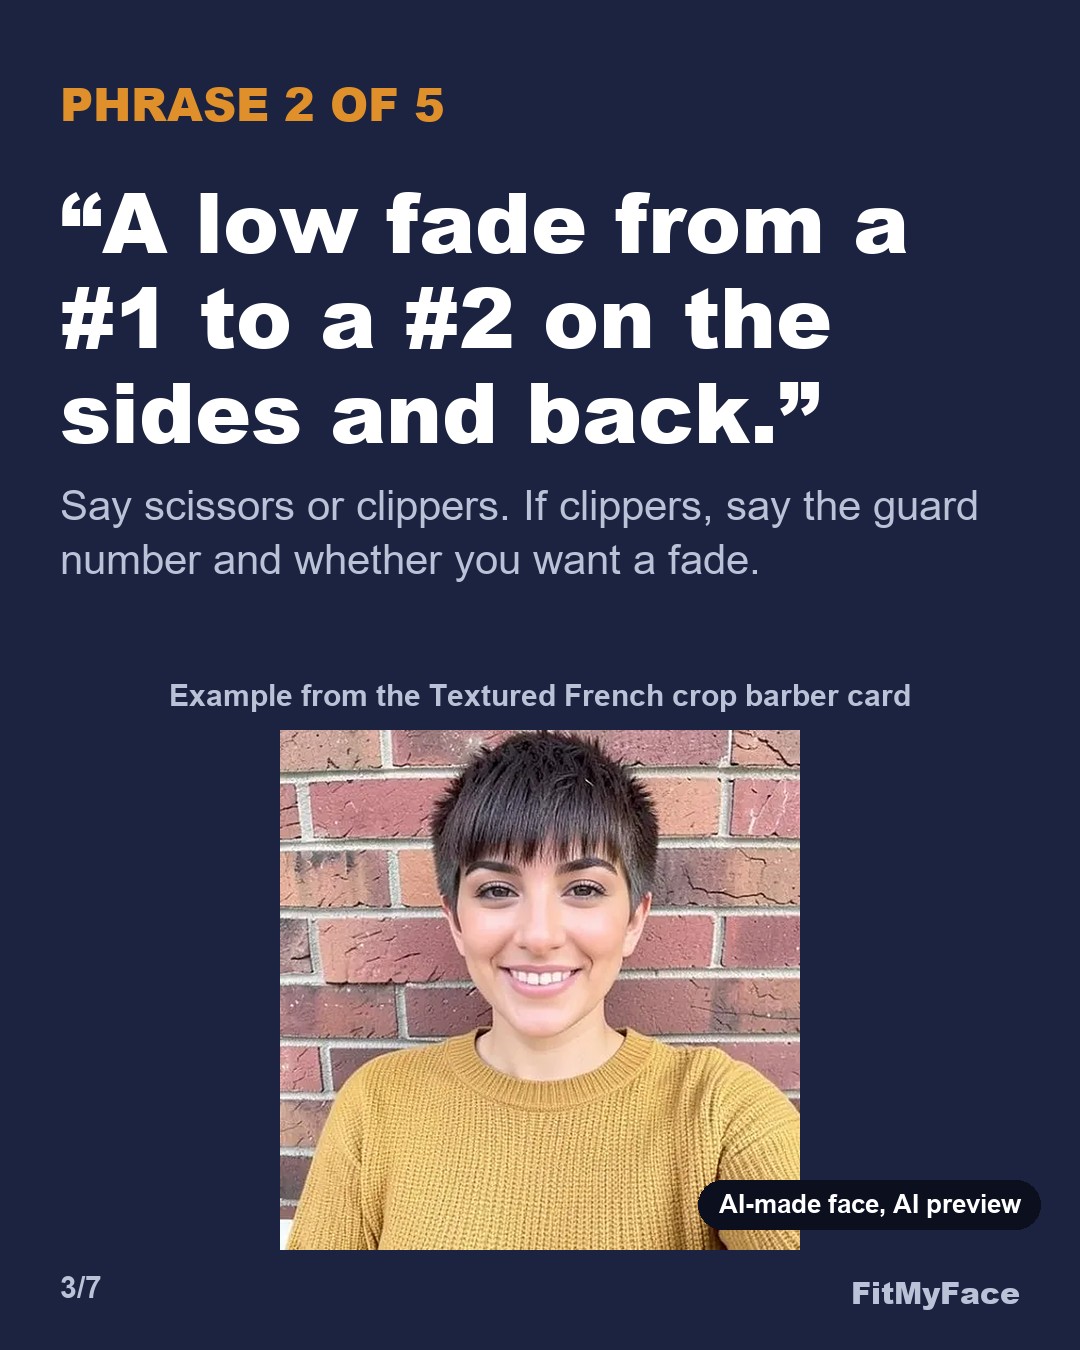 PHRASE 2 OF 5
“A low fade from a
#1 to a #2 on the
sides and back.”
Say scissors or clippers. If clippers, say the guard
number and whether you want a fade.
Example from the Textured French crop barber card
AI-made face, AI preview
3/7
FitMyFace